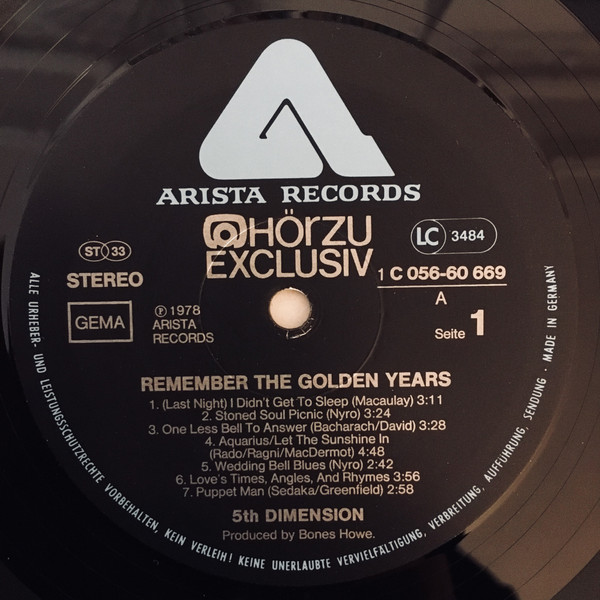 ARISTA RECORDS
HÖRZU
EXCLUSIV
LC 3484
ST 33
STEREO
GEMA
℗ 1978
ARISTA
RECORDS
1 C 056-60 669
A
Seite 1
REMEMBER THE GOLDEN YEARS
1. (Last Night) I Didn't Get To Sleep (Macaulay) 3:11
2. Stoned Soul Picnic (Nyro) 3:24
3. One Less Bell To Answer (Bacharach/David) 3:28
4. Aquarius/Let The Sunshine In
(Rado/Ragni/MacDermot) 4:48
5. Wedding Bell Blues (Nyro) 2:42
6. Love's Times, Angles, And Rhymes 3:56
7. Puppet Man (Sedaka/Greenfield) 2:58
5th DIMENSION
Produced by Bones Howe.
ALLE URHEBER- UND LEISTUNGSSCHUTZRECHTE VORBEHALTEN, KEIN VERLEIH! KEINE UNERLAUBTE VERVIELFÄLTIGUNG, VERBREITUNG, AUFFÜHRUNG, SENDUNG · MADE IN GERMANY